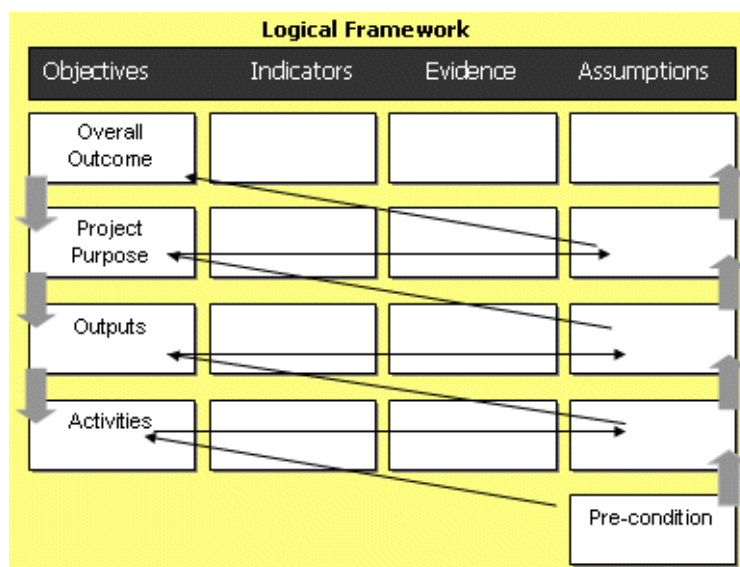 Logical Framework
Objectives Indicators Evidence Assumptions
Overall
Outcome
Project
Purpose
Outputs
Activities
Pre-condition